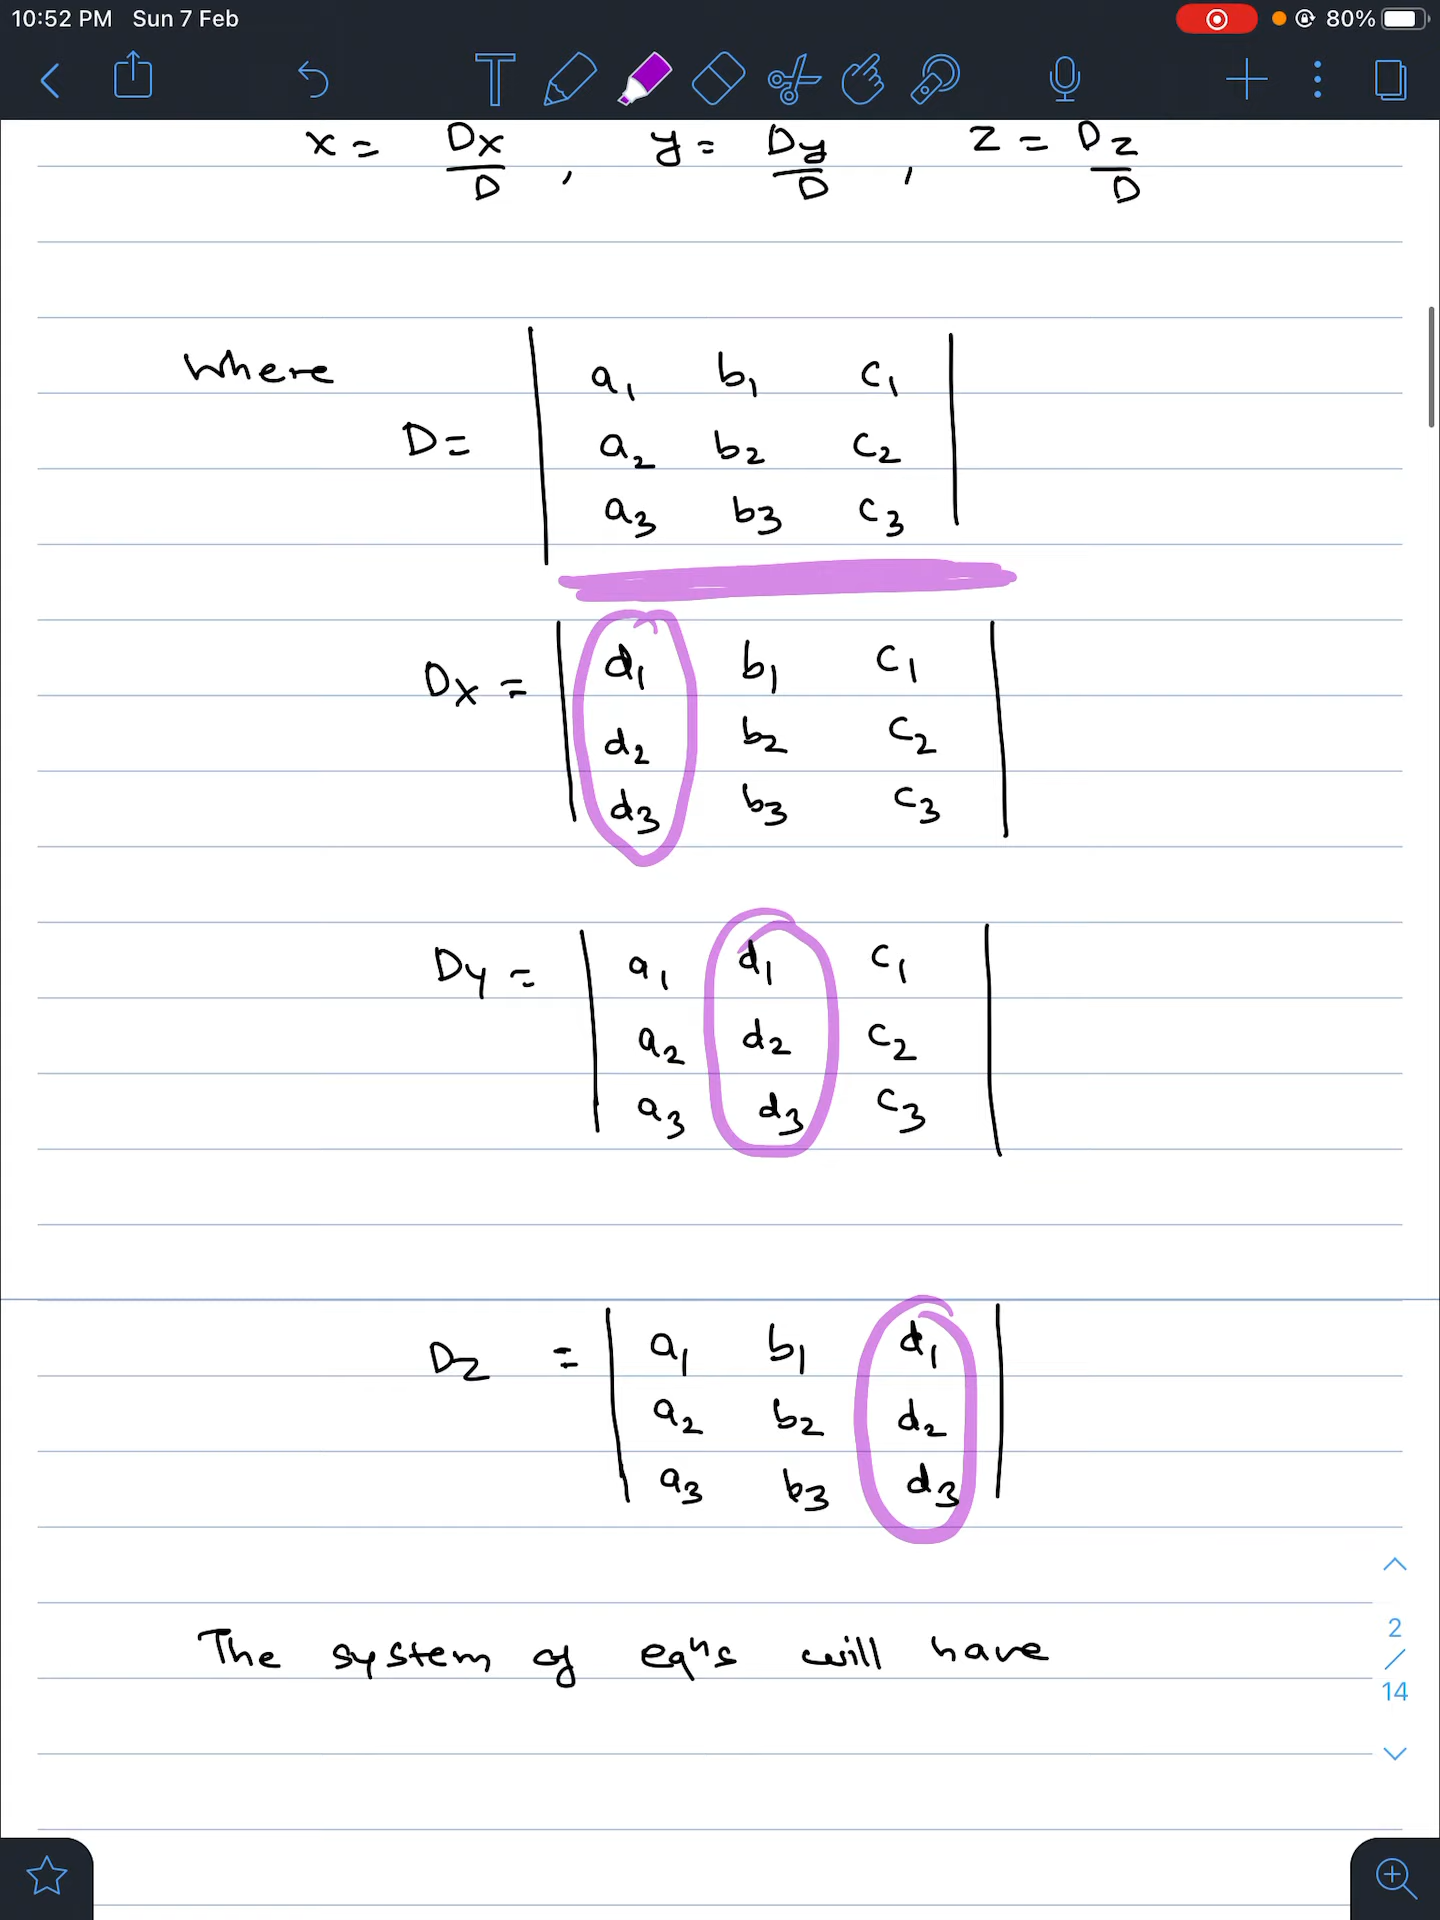 10:52 PM Sun 7 Feb 80%
x = Dx/D , y = Dy/D , z = Dz/D
Where
D = | a1 b1 c1 |
| a2 b2 c2 |
| a3 b3 c3 |
Dx = | d1 b1 c1 |
| d2 b2 c2 |
| d3 b3 c3 |
Dy = | a1 d1 c1 |
| a2 d2 c2 |
| a3 d3 c3 |
Dz = | a1 b1 d1 |
| a2 b2 d2 |
| a3 b3 d3 |
The system of eqⁿs will have
2
/
14